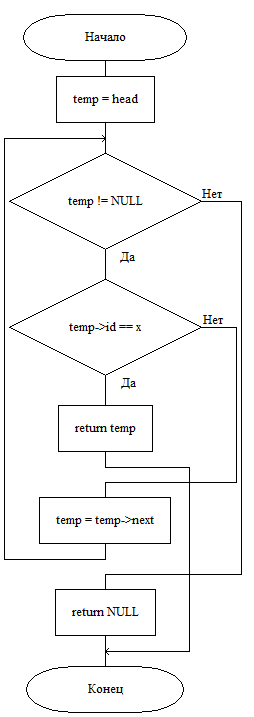 Начало
temp = head
temp != NULL
Нет
Да
temp->id == x
Нет
Да
return temp
temp = temp->next
return NULL
Конец